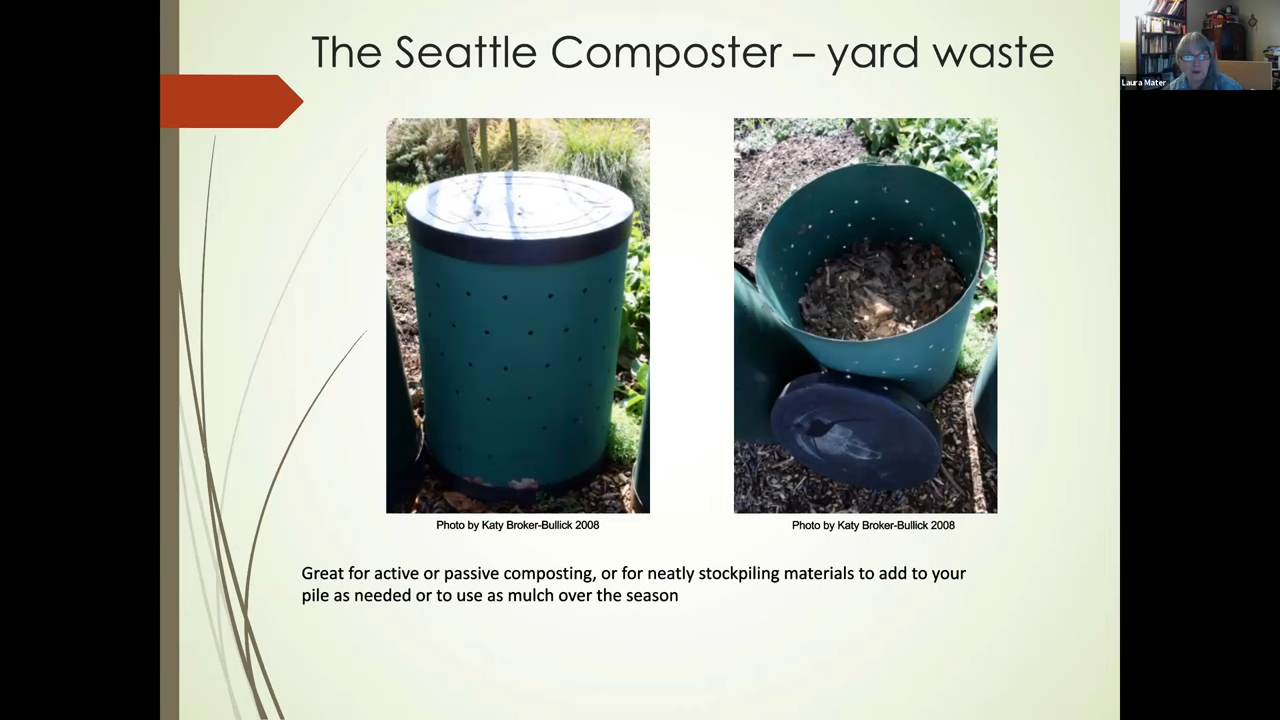 The Seattle Composter – yard waste
Laura Mater
Photo by Katy Broker-Bullick 2008
Photo by Katy Broker-Bullick 2008
Great for active or passive composting, or for neatly stockpiling materials to add to your
pile as needed or to use as mulch over the season